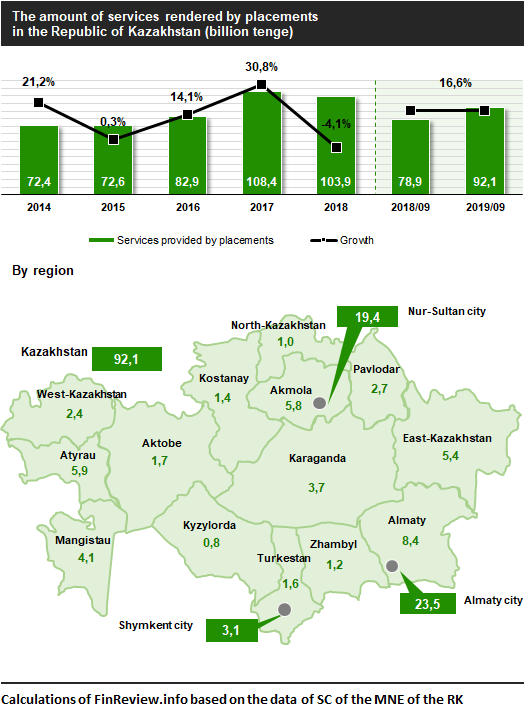 The amount of services rendered by placements
in the Republic of Kazakhstan (billion tenge)
21,2%
0,3%
14,1%
30,8%
-4,1%
16,6%
72,4
72,6
82,9
108,4
103,9
78,9
92,1
2014
2015
2016
2017
2018
2018/09
2019/09
Services provided by placements
Growth
By region
Kazakhstan
92,1
19,4
Nur-Sultan city
North-Kazakhstan
1,0
Kostanay
1,4
Akmola
5,8
Pavlodar
2,7
West-Kazakhstan
2,4
Aktobe
1,7
East-Kazakhstan
5,4
Atyrau
5,9
Karaganda
3,7
Mangistau
4,1
Kyzylorda
0,8
Turkestan
1,6
Zhambyl
1,2
Almaty
8,4
Shymkent city
3,1
23,5
Almaty city
Calculations of FinReview.info based on the data of SC of the MNE of the RK